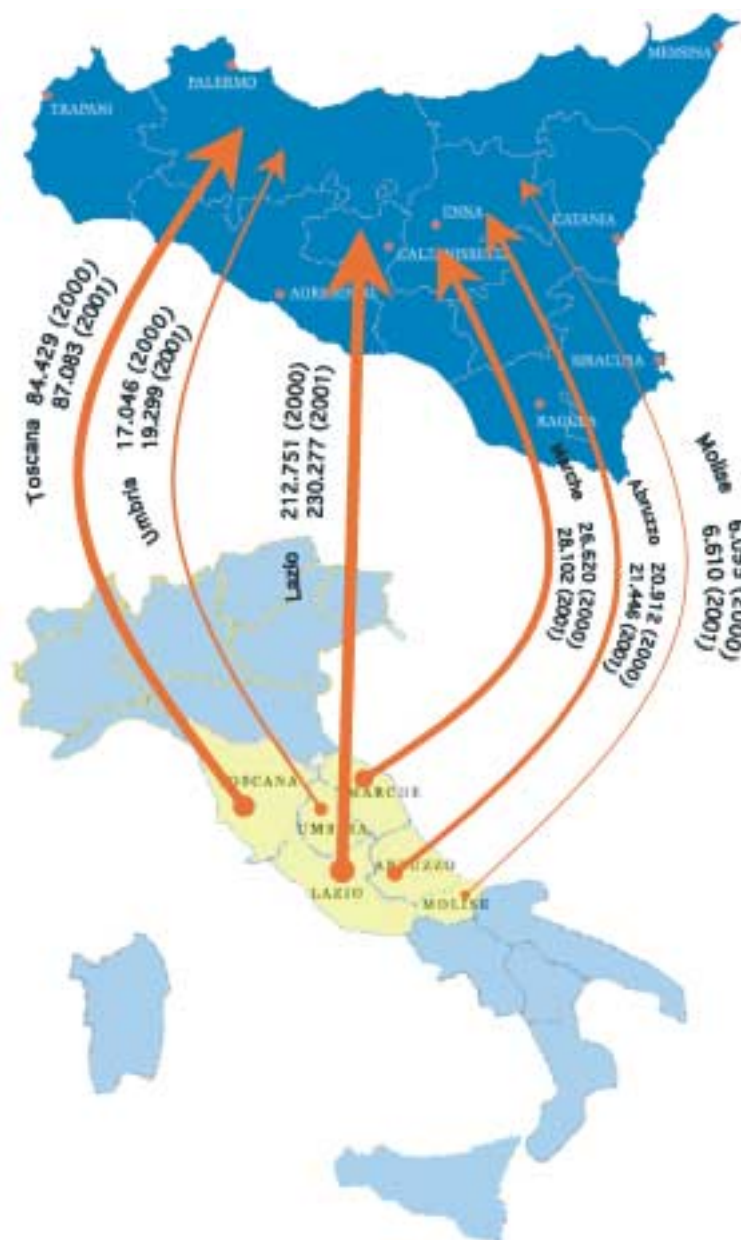 MESSINA
PALERMO
TRAPANI
ENNA
CATANIA
CALTANISSETTA
SIRACUSA
RAGUSA
Toscana 84.429 (2000)
87.083 (2001)
Umbria 17.046 (2000)
19.299 (2001)
Lazio 212.751 (2000)
230.277 (2001)
Marche 26.620 (2000)
28.102 (2001)
Abruzzo 20.912 (2000)
21.446 (2001)
Molise
6.610 (2001)
TOSCANA
MARCHE
UMBRIA
ABRUZZO
LAZIO
MOLISE